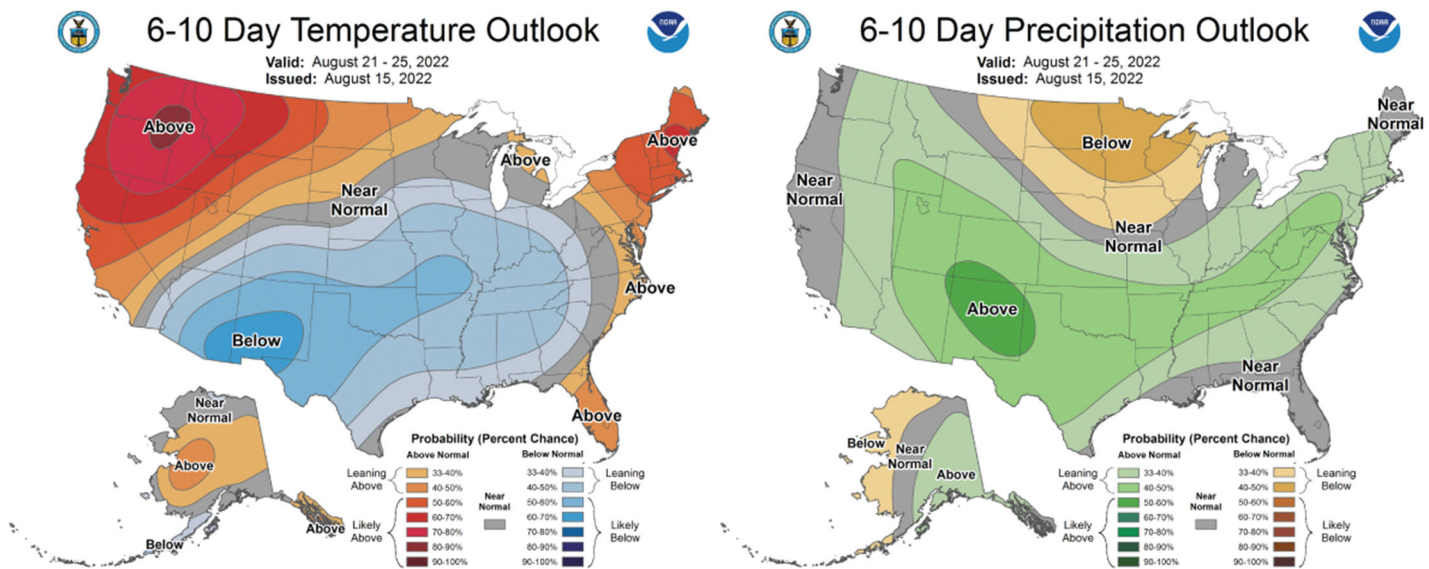 NOAA
6-10 Day Temperature Outlook
Valid: August 21 - 25, 2022
Issued: August 15, 2022
Above
Above
Above
Near
Normal
Above
Below
Above
Near
Normal
Above
Above
Below
Probability (Percent Chance)
Above Normal
Below Normal
Leaning
Above
33-40%
40-50%
Likely
Above
50-60%
60-70%
70-80%
80-90%
90-100%
Near
Normal
33-40%
40-50%
Leaning
Below
50-60%
60-70%
70-80%
80-90%
90-100%
Likely
Below
NOAA
6-10 Day Precipitation Outlook
Valid: August 21 - 25, 2022
Issued: August 15, 2022
Near
Normal
Below
Near
Normal
Near
Normal
Above
Near
Normal
Below
Near
Normal
Above
Probability (Percent Chance)
Above Normal
Below Normal
Leaning
Above
33-40%
40-50%
Likely
Above
50-60%
60-70%
70-80%
80-90%
90-100%
Near
Normal
33-40%
40-50%
Leaning
Below
50-60%
60-70%
70-80%
80-90%
90-100%
Likely
Below